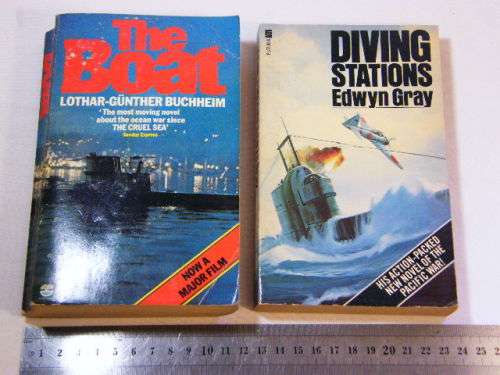 The
Boat
LOTHAR-GÜNTHER BUCHHEIM
'The most moving novel
about the ocean war since
THE CRUEL SEA'
Sunday Express
NOW A
MAJOR FILM
DIVING
STATIONS
Edwyn Gray
HIS ACTION-PACKED
NEW NOVEL OF THE
PACIFIC WAR!
1 2 3 4 5 6 7 8 9 10 11 12 13 14 15 16 17 18 19 20 21 22 23 24 25